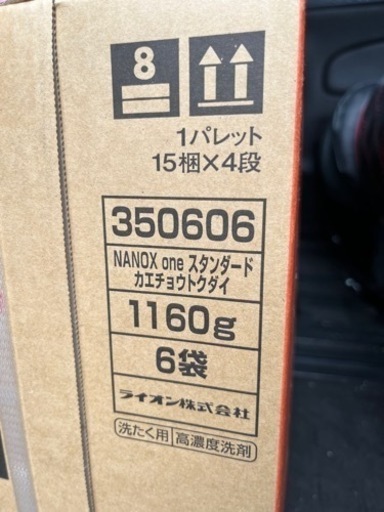 8
1パレット
15梱×4段
350606
NANOX one スタンダード
カエチョウトクダイ
1160g
6袋
ライオン株式会社
洗たく用 高濃度洗剤